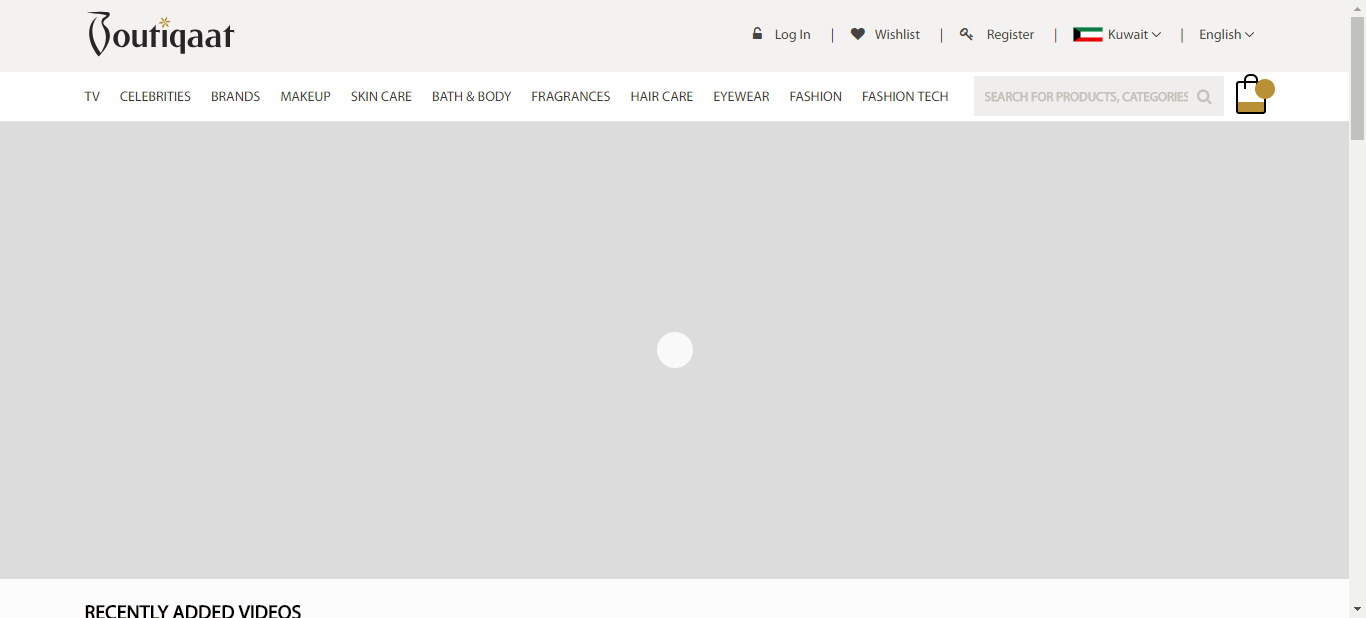 Boutiqaat
Log In | Wishlist | Register | Kuwait | English
TV CELEBRITIES BRANDS MAKEUP SKIN CARE BATH & BODY FRAGRANCES HAIR CARE EYEWEAR FASHION FASHION TECH SEARCH FOR PRODUCTS, CATEGORIES
RECENTLY ADDED VIDEOS